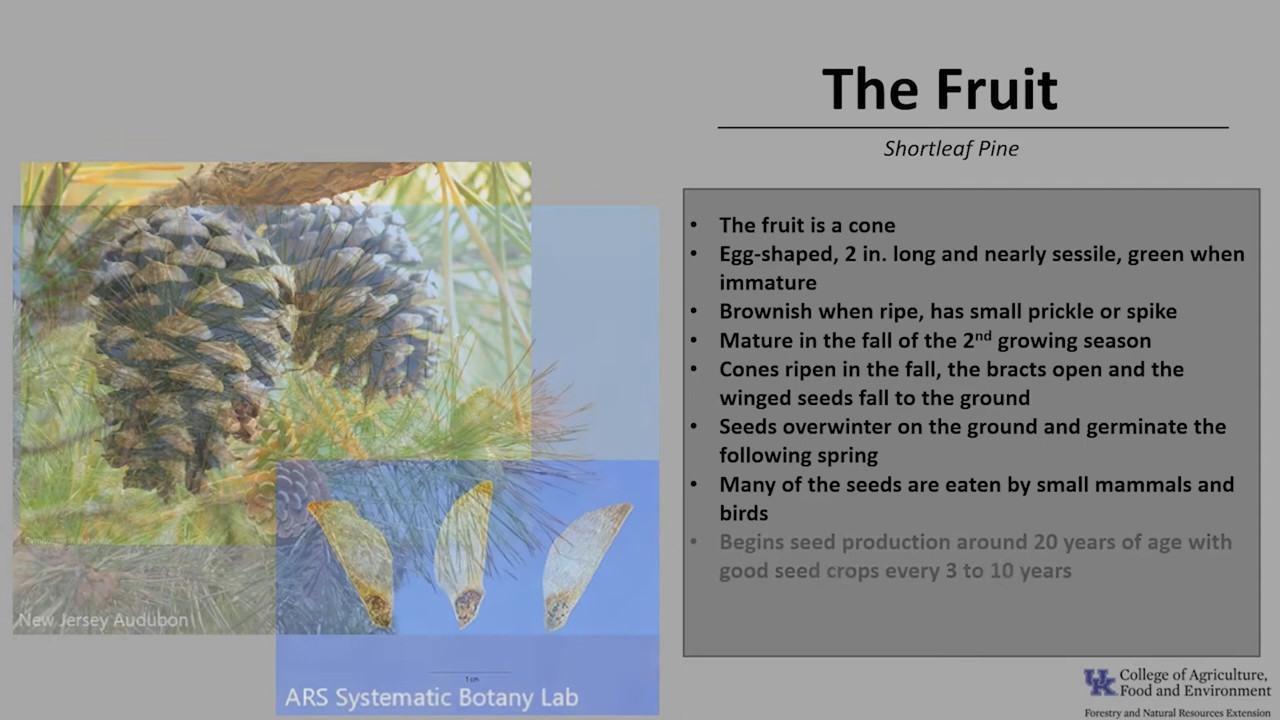 The Fruit
Shortleaf Pine
• The fruit is a cone
• Egg-shaped, 2 in. long and nearly sessile, green when
immature
• Brownish when ripe, has small prickle or spike
• Mature in the fall of the 2nd growing season
• Cones ripen in the fall, the bracts open and the
winged seeds fall to the ground
• Seeds overwinter on the ground and germinate the
following spring
• Many of the seeds are eaten by small mammals and
birds
• Begins seed production around 20 years of age with
good seed crops every 3 to 10 years
New Jersey Audubon
1 cm
ARS Systematic Botany Lab
UK College of Agriculture,
Food and Environment
Forestry and Natural Resources Extension